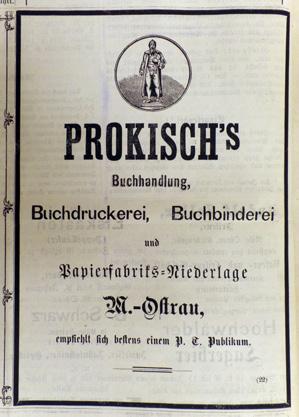 PROKISCH's
Buchhandlung,
Buchdruckerei, Buchbinderei
und
Papierfabriks-Niederlage
M.-Ostrau,
empfiehlt sich bestens einem P. T. Publikum.
(22)